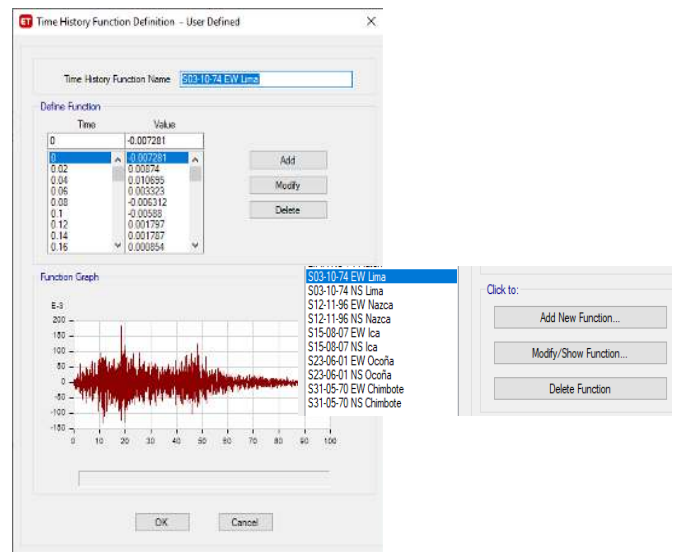 ET Time History Function Definition - User Defined
Time History Function Name S03-10-74 EW Lima
Define Function
Time Value
0 -0.007281
0 -0.007281
0.02 0.00874
0.04 0.010695
0.06 0.003323
0.08 -0.006312
0.1 -0.00588
0.12 0.001797
0.14 0.001787
0.16 0.000854
Add
Modify
Delete
Function Graph
E-3
200
150
100
50
0
-50
-100
-150
0 10 20 30 40 50 60 70 80 90 100
OK Cancel
S03-10-74 EW Lima
S03-10-74 NS Lima
S12-11-96 EW Nazca
S12-11-96 NS Nazca
S15-08-07 EW Ica
S15-08-07 NS Ica
S23-06-01 EW Ocoña
S23-06-01 NS Ocoña
S31-05-70 EW Chimbote
S31-05-70 NS Chimbote
Click to:
Add New Function...
Modify/Show Function...
Delete Function